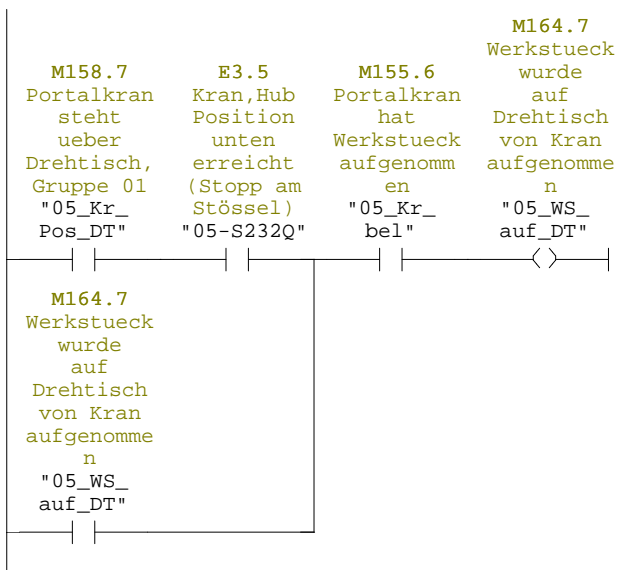 M164.7
Werkstueck
wurde
auf
Drehtisch
von Kran
aufgenomme
n
"05_WS_
auf_DT"
M158.7
Portalkran
steht
ueber
Drehtisch,
Gruppe 01
"05_Kr_
Pos_DT"
E3.5
Kran,Hub
Position
unten
erreicht
(Stopp am
Stössel)
"05-S232Q"
M155.6
Portalkran
hat
Werkstueck
aufgenomm
en
"05_Kr_
bel"
M164.7
Werkstueck
wurde
auf
Drehtisch
von Kran
aufgenomme
n
"05_WS_
auf_DT"